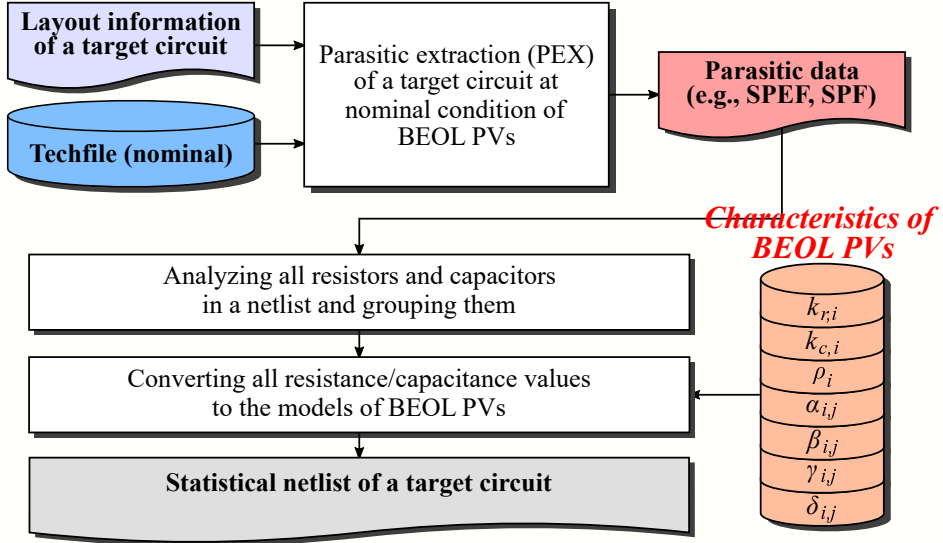 Layout information
of a target circuit
Techfile (nominal)
Parasitic extraction (PEX)
of a target circuit at
nominal condition of
BEOL PVs
Parasitic data
(e.g., SPEF, SPF)
Characteristics of
BEOL PVs
Analyzing all resistors and capacitors
in a netlist and grouping them
Converting all resistance/capacitance values
to the models of BEOL PVs
Statistical netlist of a target circuit
k_{r,i}
k_{c,i}
ρ_i
α_{i,j}
β_{i,j}
γ_{i,j}
δ_{i,j}